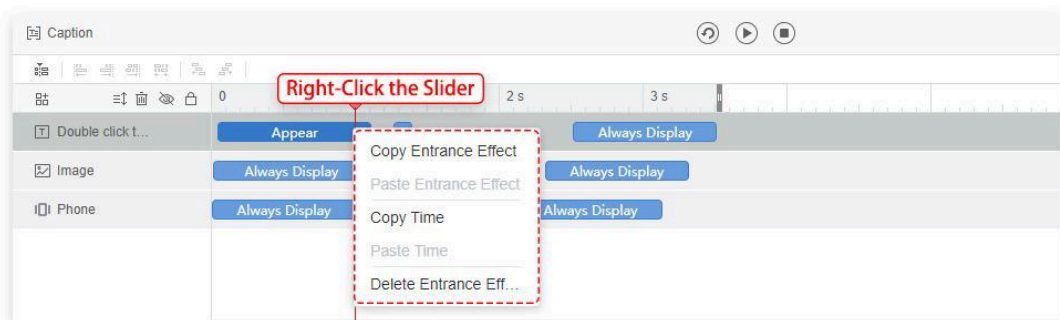 Caption
Right-Click the Slider
0
2 s
3 s
Double click t...
Appear
Always Display
Copy Entrance Effect
Image
Always Display
Paste Entrance Effect
Always Display
Phone
Always Display
Copy Time
Always Display
Paste Time
Delete Entrance Eff...